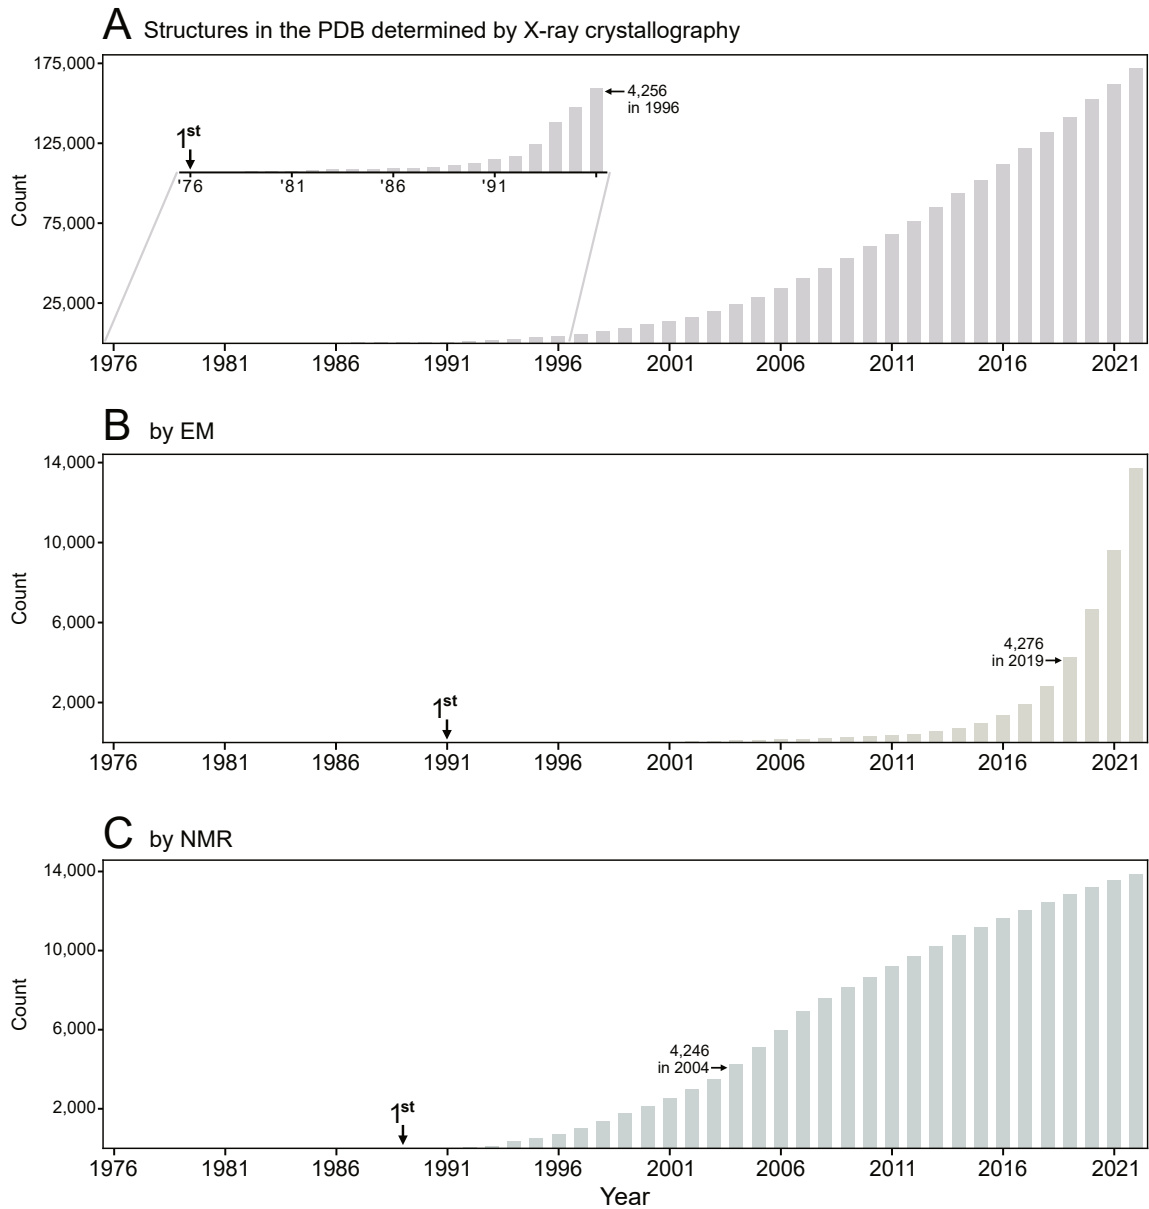 A Structures in the PDB determined by X-ray crystallography
175,000
125,000
75,000
25,000
Count
1st
4,256
in 1996
'76 '81 '86 '91
1976 1981 1986 1991 1996 2001 2006 2011 2016 2021
B by EM
14,000
10,000
6,000
2,000
Count
1st
4,276
in 2019
1976 1981 1986 1991 1996 2001 2006 2011 2016 2021
C by NMR
14,000
10,000
6,000
2,000
Count
1st
4,246
in 2004
1976 1981 1986 1991 1996 2001 2006 2011 2016 2021
Year